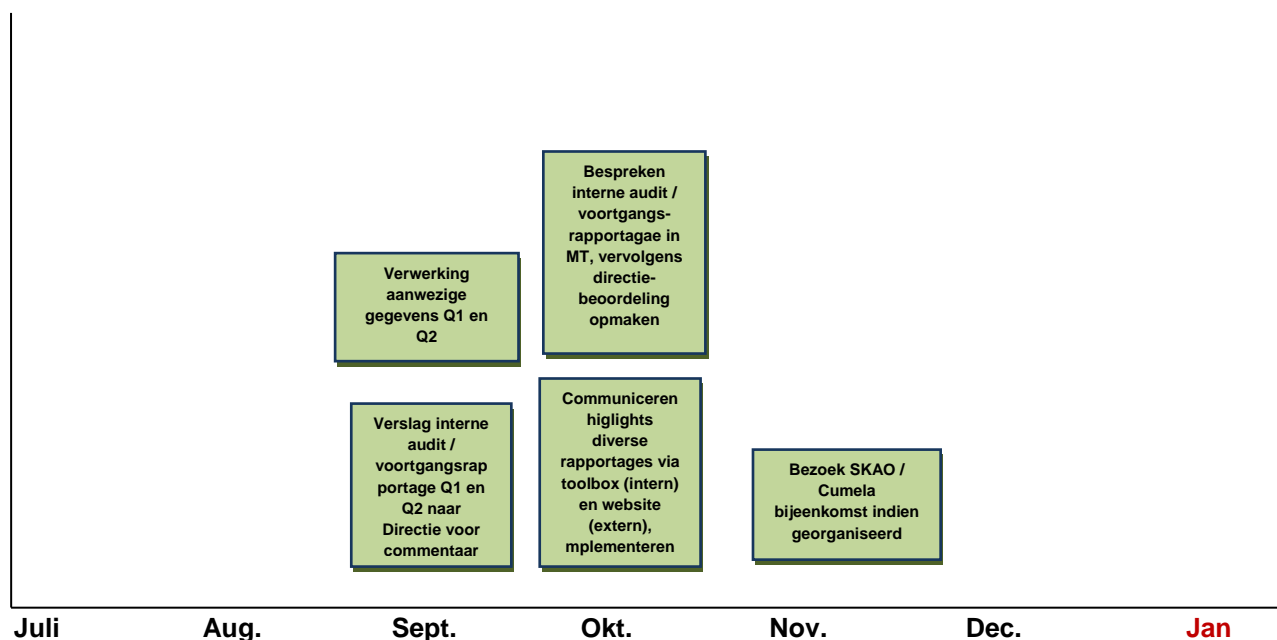 Bespreken
interne audit /
voortgangs-
rapportagae in
MT, vervolgens
directie-
beoordeling
opmaken
Verwerking
aanwezige
gegevens Q1 en
Q2
Communiceren
higlights
diverse
rapportages via
toolbox (intern)
en website
(extern),
mplementeren
Verslag interne
audit /
voortgangsrap
portage Q1 en
Q2 naar
Directie voor
commentaar
Bezoek SKAO /
Cumela
bijeenkomst indien
georganiseerd
Juli Aug. Sept. Okt. Nov. Dec. Jan